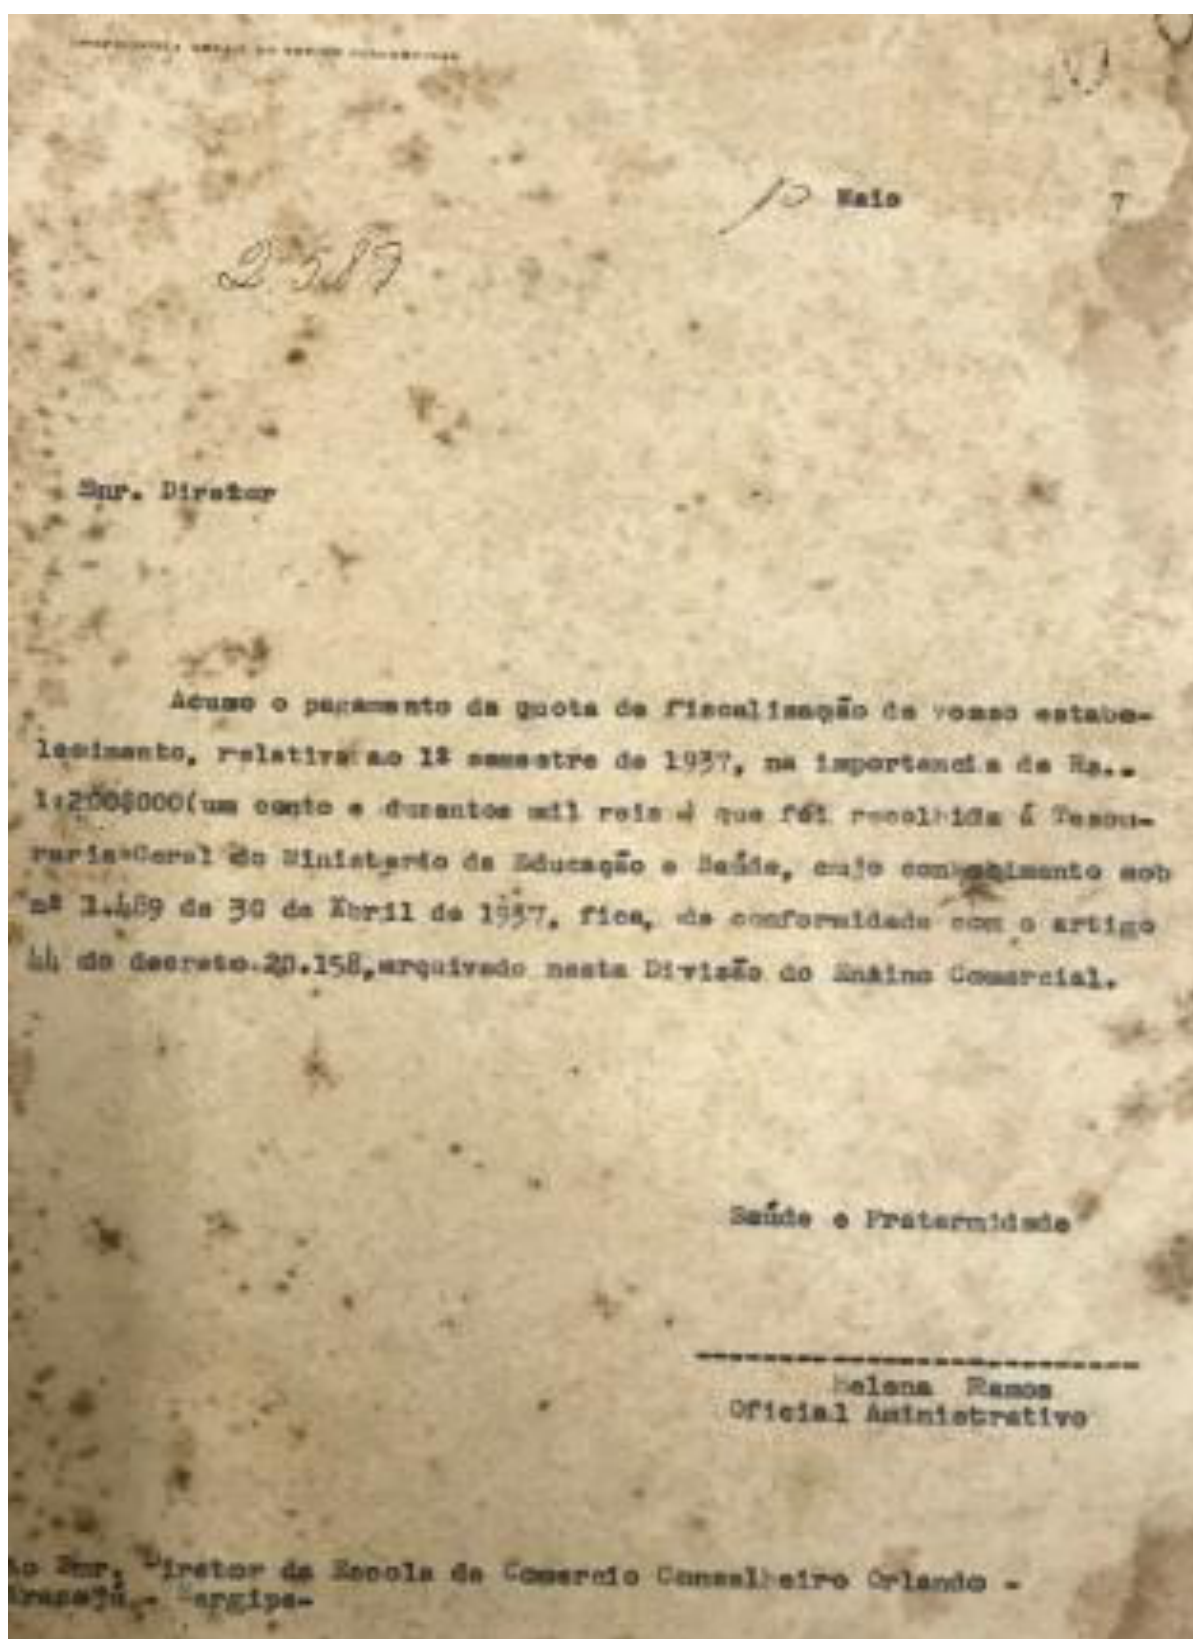 10 Maio 7
2587
Snr. Diretor
Acuso o pagamento da quota de fiscalisação de vosso estabe-
lecimento, relativa ao 1º semestre de 1937, na importancia de Rs..
1:200$000(um conto e duzentos mil reis é que foi recolhida á Tesou-
raria Geral do Ministerio da Educação e Saúde, cujo conhecimento sob
nº 1.489 de 30 de Abril de 1937, fica, de conformidade com o artigo
44 do decreto.20.158,arquivado nesta Divisão do Ensino Comercial.
Saúde e Fraternidade
Helena Ramos
Oficial Aministrativo
Ao Snr. Diretor da Escola de Comercio Conselheiro Orlando -
Aracajú - Sergipe-